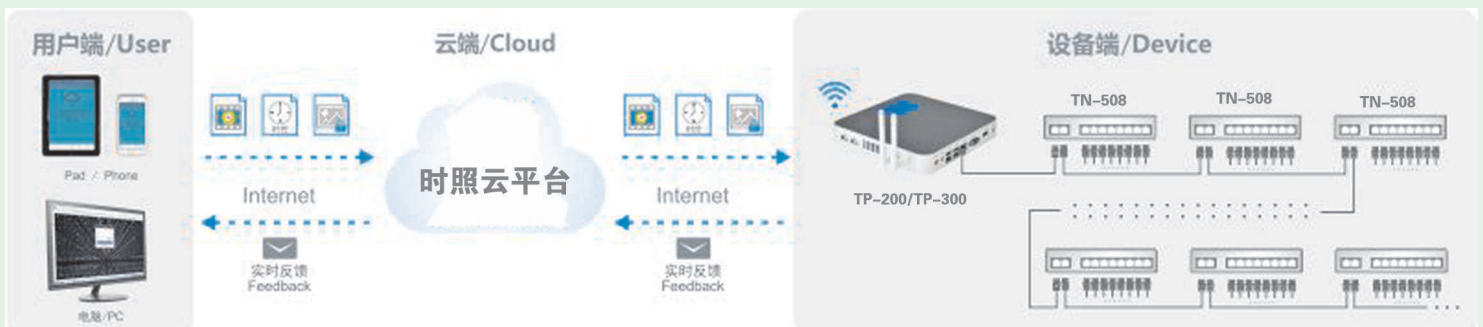 用户端/User
云端/Cloud
设备端/Device
Pad / Phone
电脑/PC
Internet
实时反馈
Feedback
时照云平台
Internet
实时反馈
Feedback
TP-200/TP-300
TN-508
TN-508
TN-508